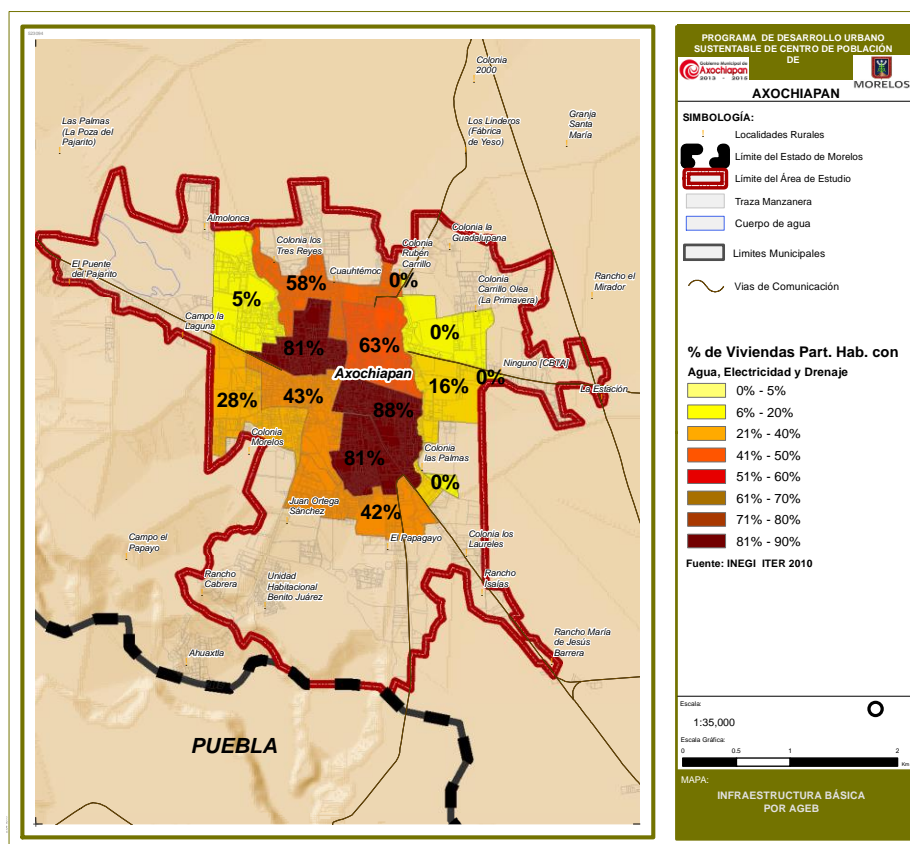 Colonia
2000
Las Palmas
(La Poza del
Pajarito)
Los Linderos
(Fábrica
de Yeso)
Granja
Santa
María
Almolonca
Colonia los
Tres Reyes
Colonia
Rubén
Carrillo
Colonia la
Guadalupana
El Puente
del Pajarito
Cuauhtémoc
Colonia
Carrillo Olea
(La Primavera)
Rancho el
Mirador
58%
0%
5%
Campo la
Laguna
0%
81%
63%
Axochiapan
Ninguno [CBTA]
16%
0%
La Estación
28%
43%
88%
Colonia
Morelos
Colonia
las Palmas
81%
0%
Juan Ortega
Sánchez
42%
El Papagayo
Colonia los
Laureles
Campo el
Papayo
Rancho
Cabrera
Unidad
Habitacional
Benito Juárez
Rancho
Isaías
Rancho María
de Jesús
Barrera
Ahuaxtla
PUEBLA
PROGRAMA DE DESARROLLO URBANO
SUSTENTABLE DE CENTRO DE POBLACIÓN
DE
Gobierno Municipal de
Axochiapan
2013 - 2015
MORELOS
AXOCHIAPAN
SIMBOLOGÍA:
Localidades Rurales
Límite del Estado de Morelos
Límite del Área de Estudio
Traza Manzanera
Cuerpo de agua
Limites Municipales
Vias de Comunicación
% de Viviendas Part. Hab. con
Agua, Electricidad y Drenaje
0% - 5%
6% - 20%
21% - 40%
41% - 50%
51% - 60%
61% - 70%
71% - 80%
81% - 90%
Fuente: INEGI ITER 2010
Escala:
1:35,000
Escala Gráfica:
0 0.5 1 2
Km
MAPA:
INFRAESTRUCTURA BÁSICA
POR AGEB